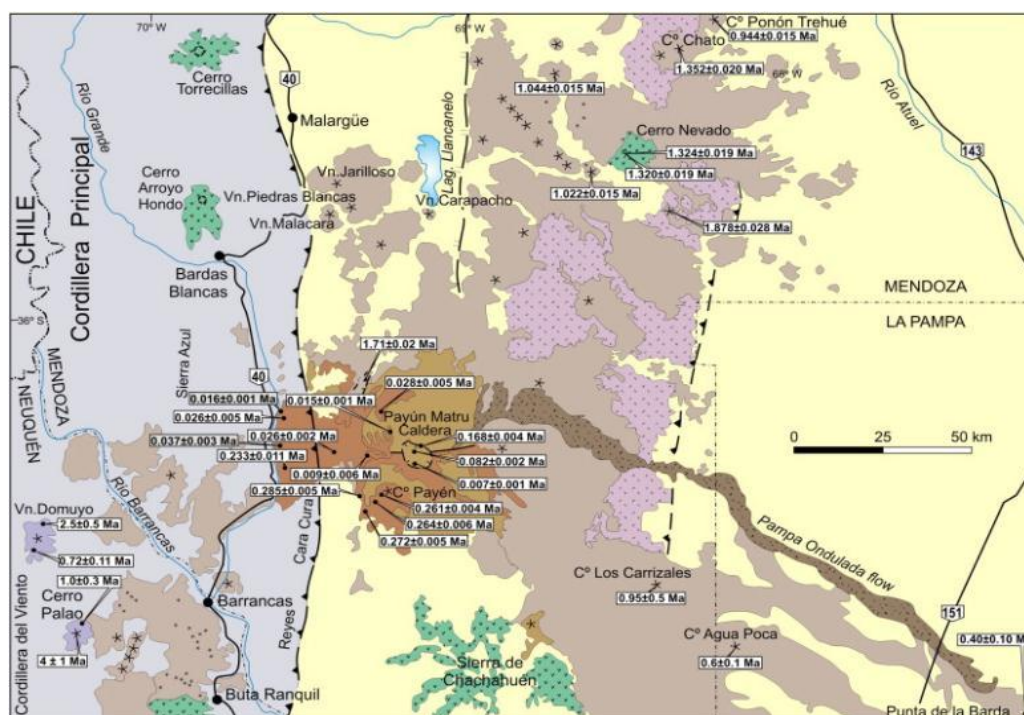 70° W
69° W
Cº Ponón Trehué
0.944±0.015 Ma
Cº Chato
1.352±0.020 Ma
68° W
Cerro
Torrecillas
40
1.044±0.015 Ma
Río Atuel
Río Grande
Malargüe
Lag. Llancanelo
Cerro Nevado
1.324±0.019 Ma
1.320±0.019 Ma
143
Cerro
Arroyo
Hondo
Vn.Jarilloso
Vn.Piedras Blancas
Vn.Carapacho
1.022±0.015 Ma
Vn.Malacara
1.878±0.028 Ma
CHILE
Cordillera Principal
Bardas
Blancas
MENDOZA
36° S
LA PAMPA
MENDOZA
NEUQUÉN
Sierra Azul
40
1.71±0.02 Ma
0.028±0.005 Ma
0.016±0.001 Ma
0.015±0.001 Ma
0.026±0.005 Ma
Payún Matru
Caldera
0.026±0.002 Ma
0.037±0.003 Ma
0.168±0.004 Ma
0.233±0.011 Ma
0.082±0.002 Ma
0.009±0.006 Ma
0.007±0.001 Ma
0.285±0.005 Ma
Cº Payén
0.261±0.004 Ma
0.264±0.006 Ma
0.272±0.005 Ma
0 25 50 km
Río Barrancas
Vn.Domuyo
2.5±0.5 Ma
0.72±0.11 Ma
1.0±0.3 Ma
Cerro
Palao
4 ± 1 Ma
Cordillera del Viento
Cara Cura
Reyes
Barrancas
Pampa Ondulada flow
Cº Los Carrizales
0.95±0.5 Ma
151
Cº Agua Poca
0.6±0.1 Ma
0.40±0.10 M
Sierra de
Chachahuén
Buta Ranquil
Punta de la Barda